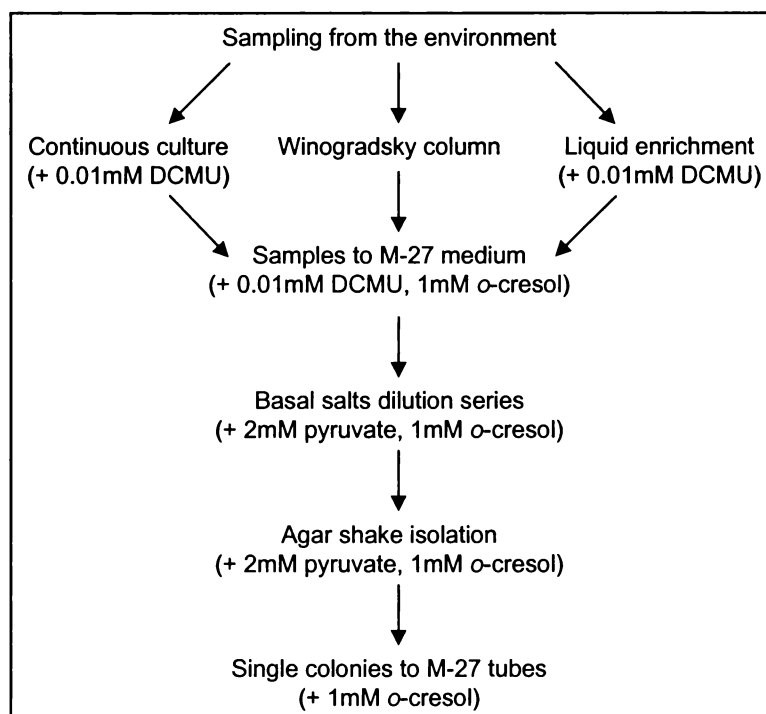 Sampling from the environment
Continuous culture
(+ 0.01mM DCMU)
Winogradsky column
Liquid enrichment
(+ 0.01mM DCMU)
Samples to M-27 medium
(+ 0.01mM DCMU, 1mM o-cresol)
Basal salts dilution series
(+ 2mM pyruvate, 1mM o-cresol)
Agar shake isolation
(+ 2mM pyruvate, 1mM o-cresol)
Single colonies to M-27 tubes
(+ 1mM o-cresol)